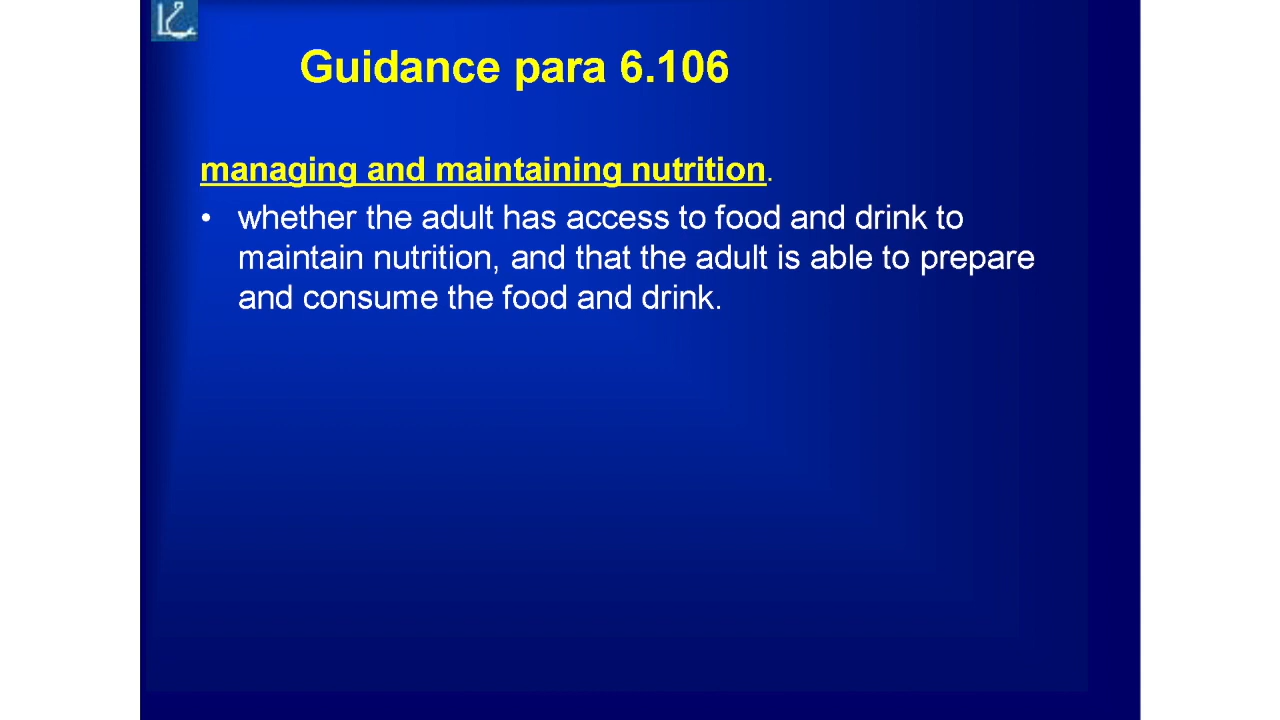 Guidance para 6.106
managing and maintaining nutrition.
• whether the adult has access to food and drink to
maintain nutrition, and that the adult is able to prepare
and consume the food and drink.